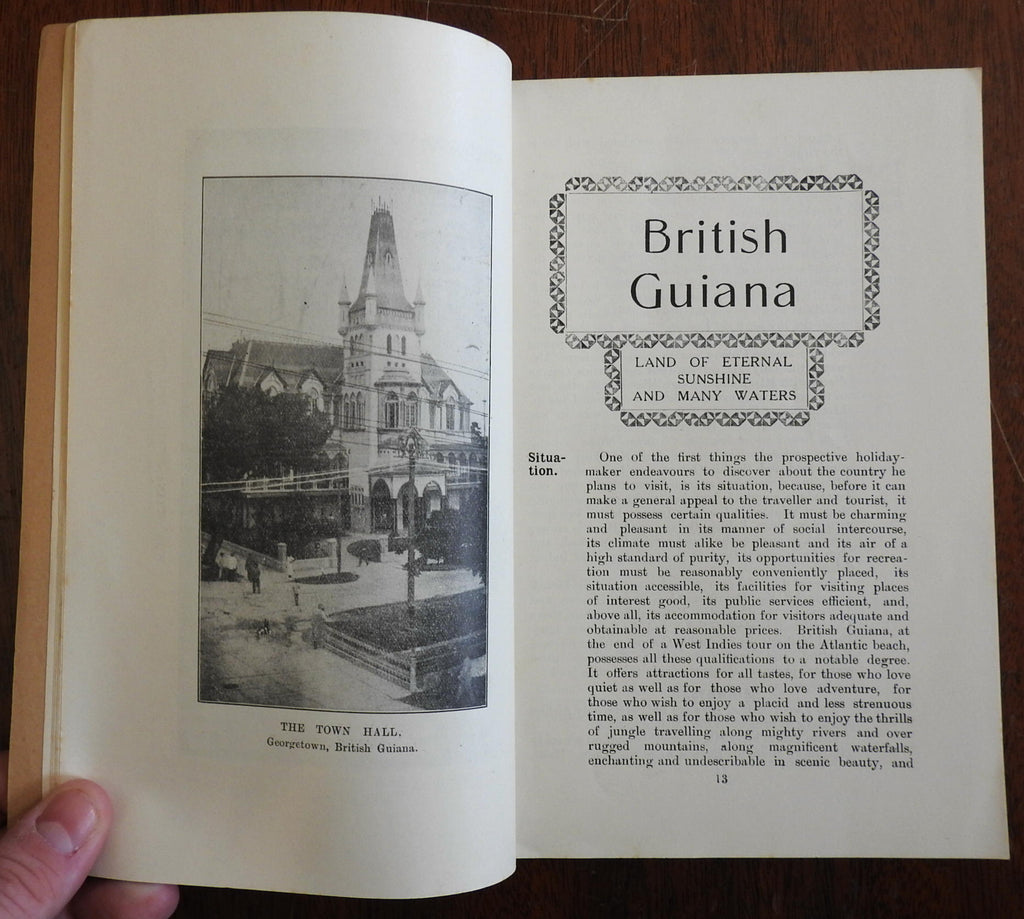 THE TOWN HALL,
Georgetown, British Guiana.
British
Guiana
LAND OF ETERNAL
SUNSHINE
AND MANY WATERS
Situa-
tion.
One of the first things the prospective holiday-
maker endeavours to discover about the country he
plans to visit, is its situation, because, before it can
make a general appeal to the traveller and tourist, it
must possess certain qualities. It must be charming
and pleasant in its manner of social intercourse,
its climate must alike be pleasant and its air of a
high standard of purity, its opportunities for recrea-
tion must be reasonably conveniently placed, its
situation accessible, its facilities for visiting places
of interest good, its public services efficient, and,
above all, its accommodation for visitors adequate and
obtainable at reasonable prices. British Guiana, at
the end of a West Indies tour on the Atlantic beach,
possesses all these qualifications to a notable degree.
It offers attractions for all tastes, for those who love
quiet as well as for those who love adventure, for
those who wish to enjoy a placid and less strenuous
time, as well as for those who wish to enjoy the thrills
of jungle travelling along mighty rivers and over
rugged mountains, along magnificent waterfalls,
enchanting and undescribable in scenic beauty, and
13